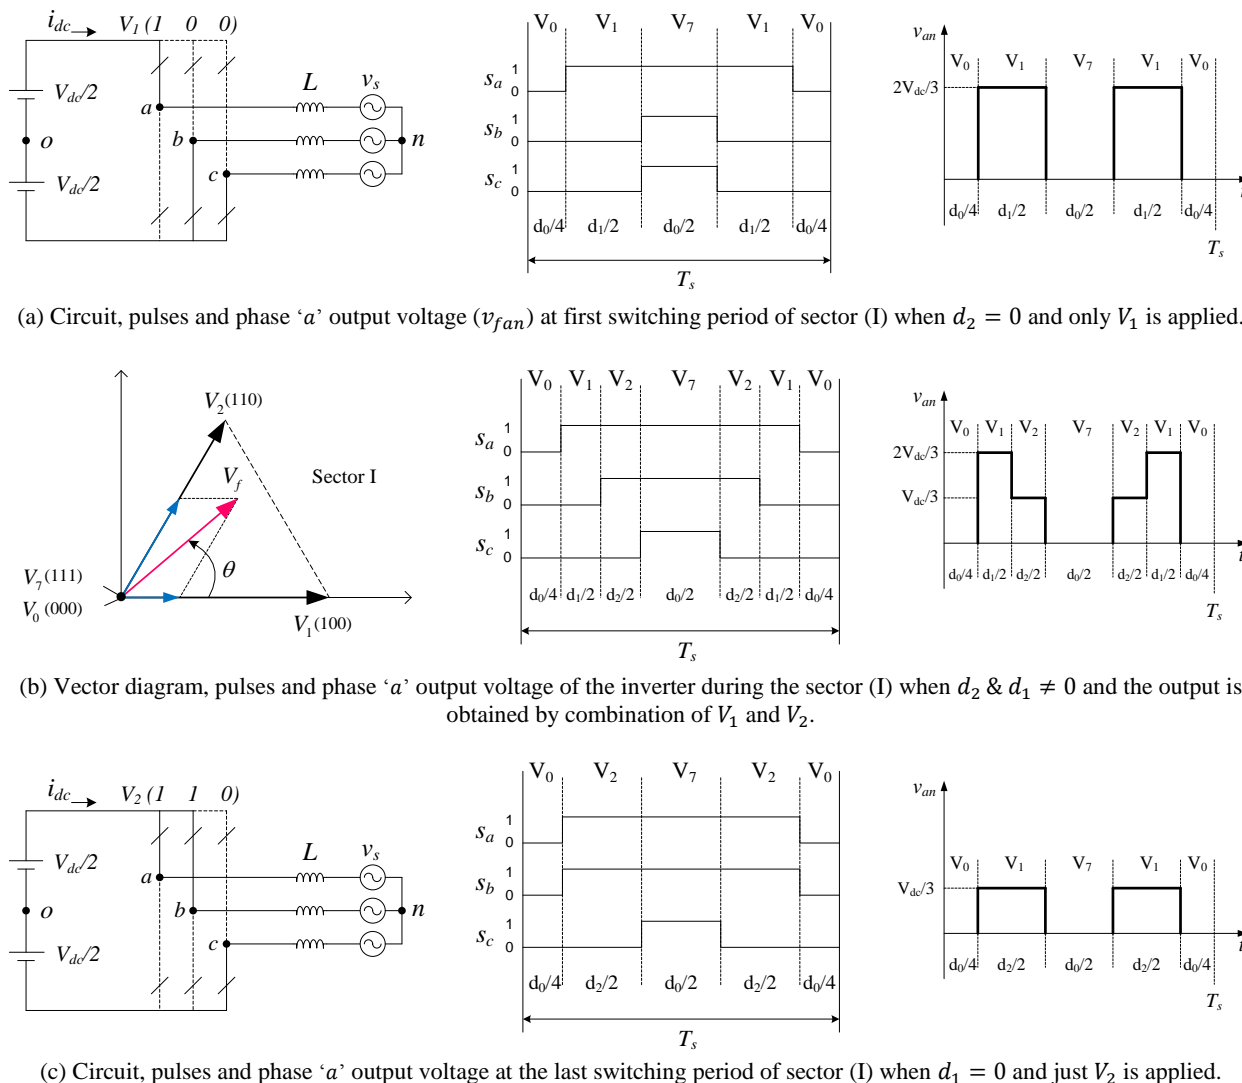 i_dc V_1 (1 0 0)
V_dc/2
o
V_dc/2
a
b
c
L v_s
n
V_0 V_1 V_7 V_1 V_0
s_a 1 0
s_b 1 0
s_c 1 0
d_0/4 d_1/2 d_0/2 d_1/2 d_0/4
T_s
v_an
V_0 V_1 V_7 V_1 V_0
2V_dc/3
t
d_0/4 d_1/2 d_0/2 d_1/2 d_0/4
T_s
(a) Circuit, pulses and phase ‘a’ output voltage (v_fan) at first switching period of sector (I) when d_2 = 0 and only V_1 is applied.
V_2(110)
V_f
Sector I
θ
V_7(111)
V_0(000)
V_1(100)
V_0 V_1 V_2 V_7 V_2 V_1 V_0
s_a 1 0
s_b 1 0
s_c 1 0
d_0/4 d_1/2 d_2/2 d_0/2 d_2/2 d_1/2 d_0/4
T_s
v_an
V_0 V_1 V_2 V_7 V_2 V_1 V_0
2V_dc/3
V_dc/3
t
d_0/4 d_1/2 d_2/2 d_0/2 d_2/2 d_1/2 d_0/4
T_s
(b) Vector diagram, pulses and phase ‘a’ output voltage of the inverter during the sector (I) when d_2 & d_1 ≠ 0 and the output is
obtained by combination of V_1 and V_2.
i_dc V_2 (1 1 0)
V_dc/2
o
V_dc/2
a
b
c
L v_s
n
V_0 V_2 V_7 V_2 V_0
s_a 1 0
s_b 1 0
s_c 1 0
d_0/4 d_2/2 d_0/2 d_2/2 d_0/4
T_s
v_an
V_0 V_1 V_7 V_1 V_0
V_dc/3
t
d_0/4 d_2/2 d_0/2 d_2/2 d_0/4
T_s
(c) Circuit, pulses and phase ‘a’ output voltage at the last switching period of sector (I) when d_1 = 0 and just V_2 is applied.